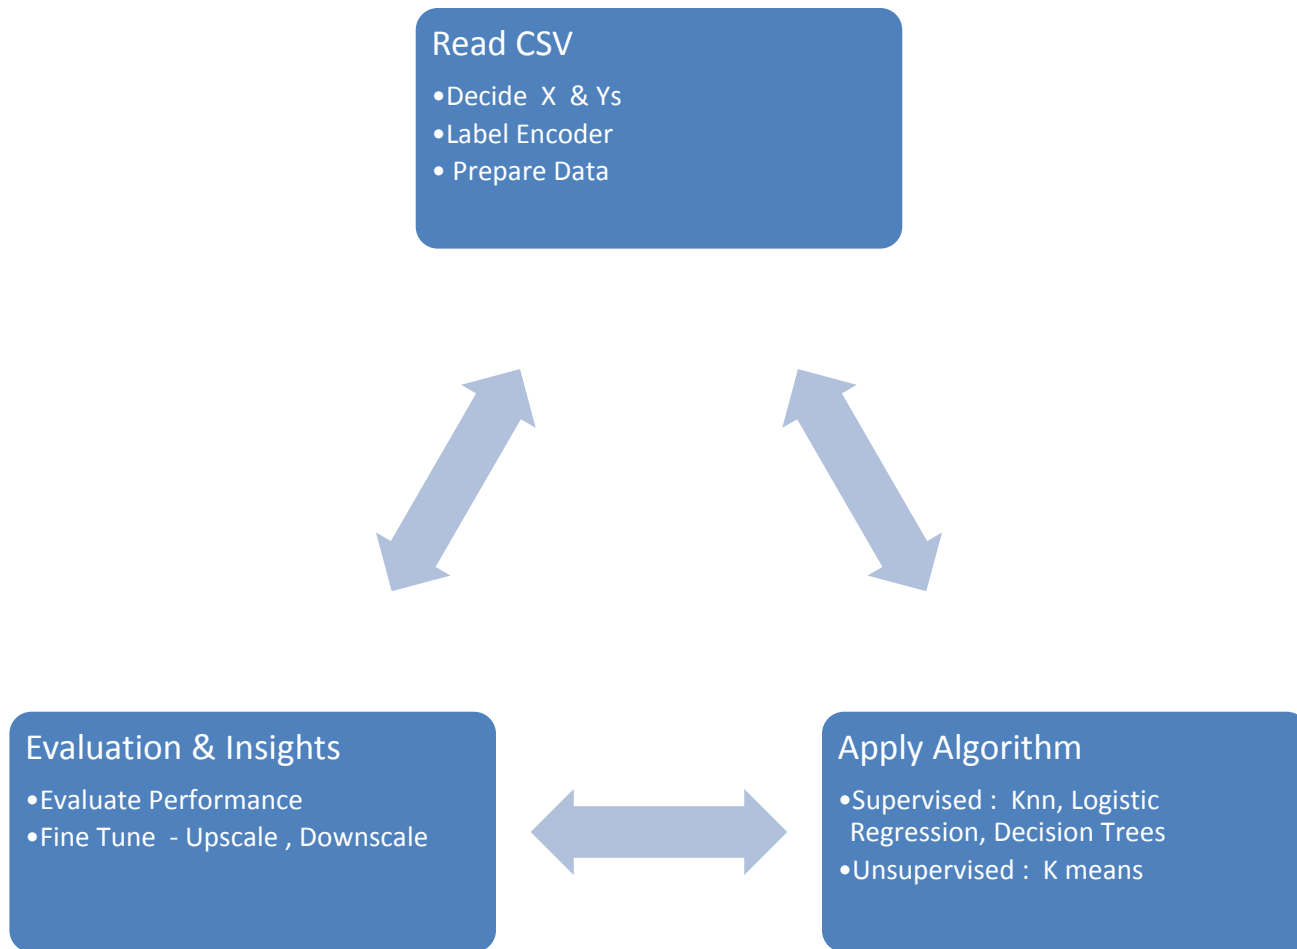 Read CSV
•Decide  X  & Ys
•Label Encoder
• Prepare Data
Evaluation & Insights
•Evaluate Performance
•Fine Tune  - Upscale , Downscale
Apply Algorithm
•Supervised :  Knn, Logistic
Regression, Decision Trees
•Unsupervised :  K means